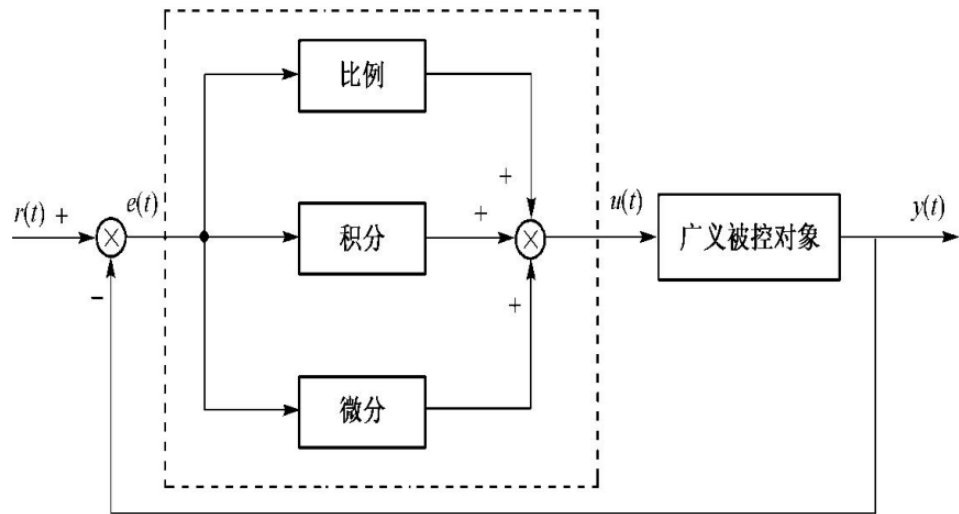 比例
+
r(t) +
e(t)
积分
+
u(t)
广义被控对象
y(t)
−
+
微分